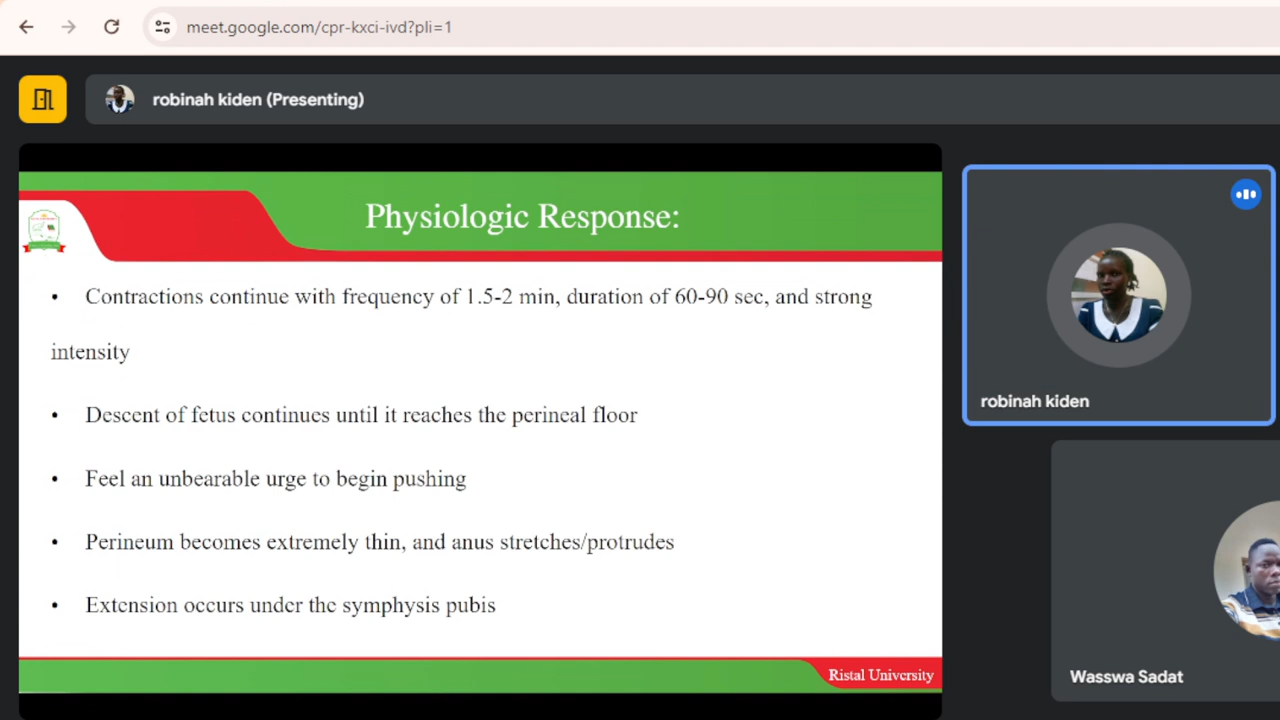 meet.google.com/cpr-kxci-ivd?pli=1
robinah kiden (Presenting)
Physiologic Response:
• Contractions continue with frequency of 1.5-2 min, duration of 60-90 sec, and strong
intensity
• Descent of fetus continues until it reaches the perineal floor
• Feel an unbearable urge to begin pushing
• Perineum becomes extremely thin, and anus stretches/protrudes
• Extension occurs under the symphysis pubis
Ristal University
robinah kiden
Wasswa Sadat